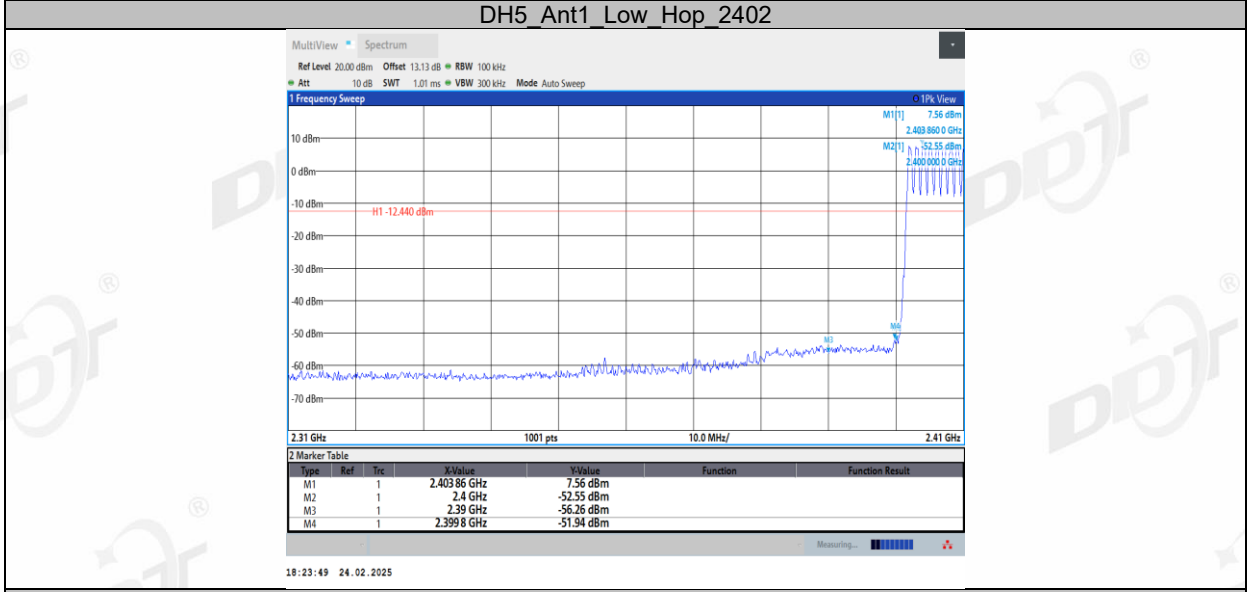 DH5_Ant1_Low_Hop_2402
MultiView Spectrum
Ref Level 20.00 dBm Offset 13.13 dB RBW 100 kHz
Att 10 dB SWT 1.01 ms VBW 300 kHz Mode Auto Sweep
1 Frequency Sweep 1Pk View
M1[1] 7.56 dBm
2.403 860 0 GHz
M2[1] -52.55 dBm
2.400 000 0 GHz
10 dBm
0 dBm
-10 dBm
H1 -12.440 dBm
-20 dBm
-30 dBm
-40 dBm
-50 dBm
M4
M3
-60 dBm
-70 dBm
2.31 GHz 1001 pts 10.0 MHz/ 2.41 GHz
2 Marker Table
Type Ref Trc X-Value Y-Value Function Function Result
M1 1 2.403 86 GHz 7.56 dBm
M2 1 2.4 GHz -52.55 dBm
M3 1 2.39 GHz -56.26 dBm
M4 1 2.399 8 GHz -51.94 dBm
Measuring...
18:23:49 24.02.2025
DDT ®
DDT ®
DDT ®
DDT ®